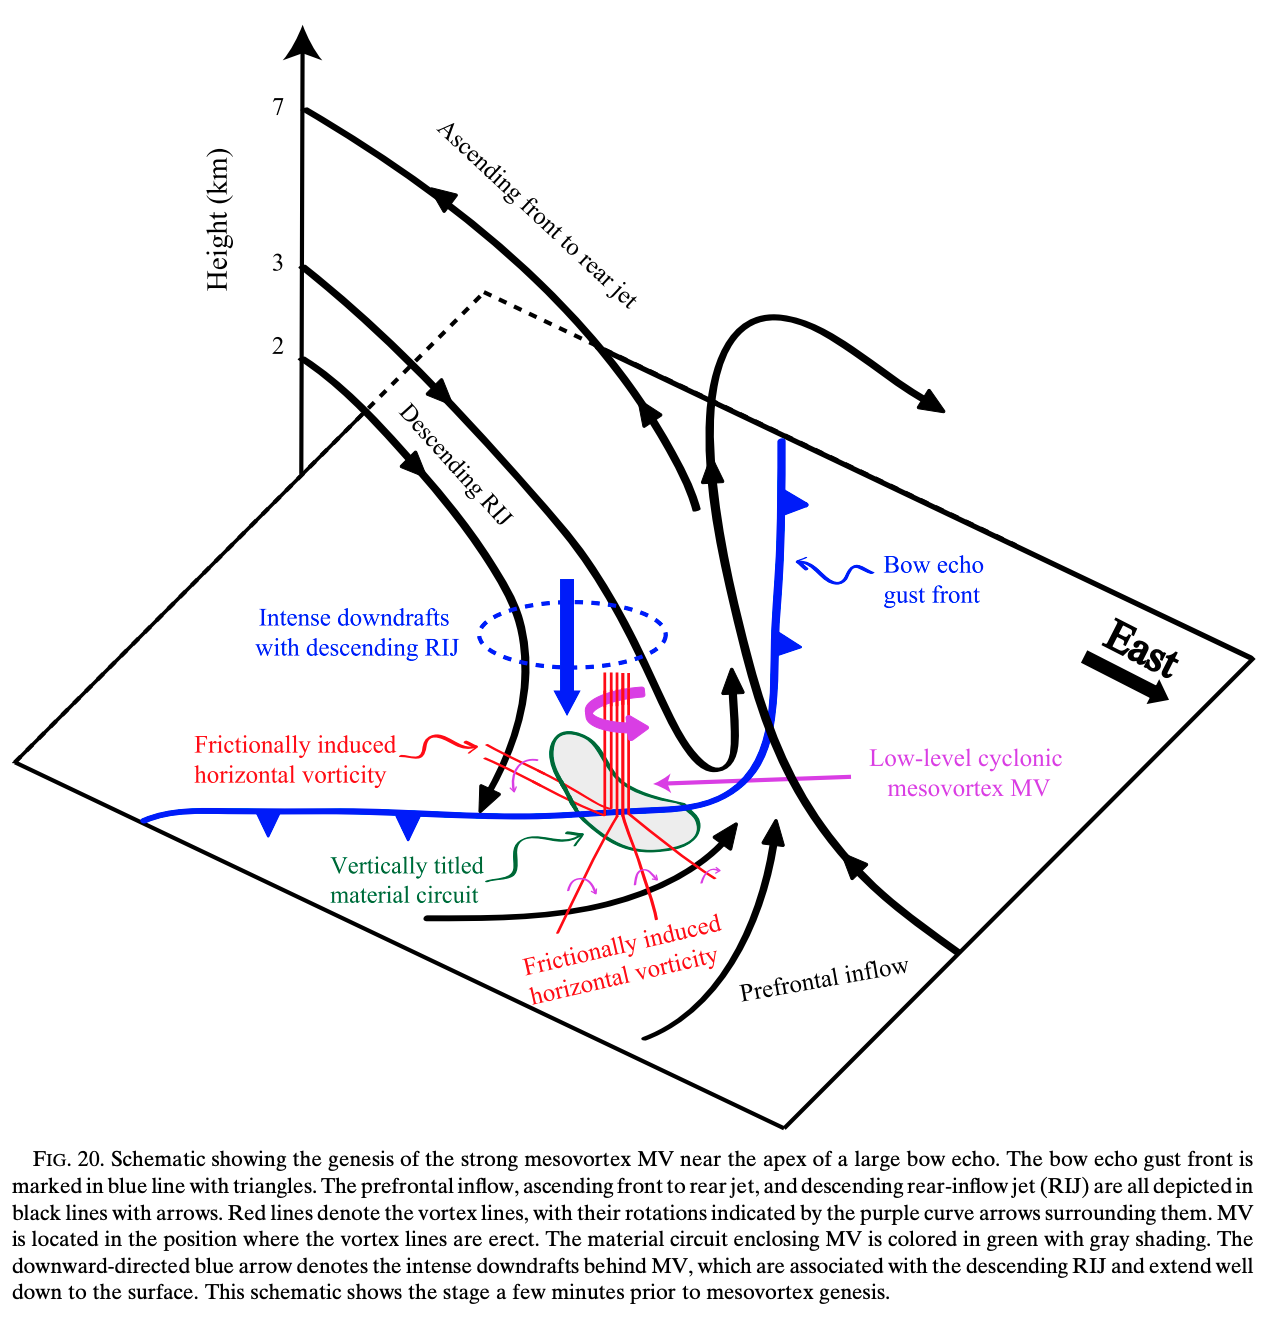 7
Ascending front to rear jet
Height (km)
3
2
Descending RIJ
Bow echo
gust front
Intense downdrafts
with descending RIJ
East
Frictionally induced
horizontal vorticity
Low-level cyclonic
mesovortex MV
Vertically titled
material circuit
Frictionally induced
horizontal vorticity
Prefrontal inflow
FIG. 20. Schematic showing the genesis of the strong mesovortex MV near the apex of a large bow echo. The bow echo gust front is
marked in blue line with triangles. The prefrontal inflow, ascending front to rear jet, and descending rear-inflow jet (RIJ) are all depicted in
black lines with arrows. Red lines denote the vortex lines, with their rotations indicated by the purple curve arrows surrounding them. MV
is located in the position where the vortex lines are erect. The material circuit enclosing MV is colored in green with gray shading. The
downward-directed blue arrow denotes the intense downdrafts behind MV, which are associated with the descending RIJ and extend well
down to the surface. This schematic shows the stage a few minutes prior to mesovortex genesis.